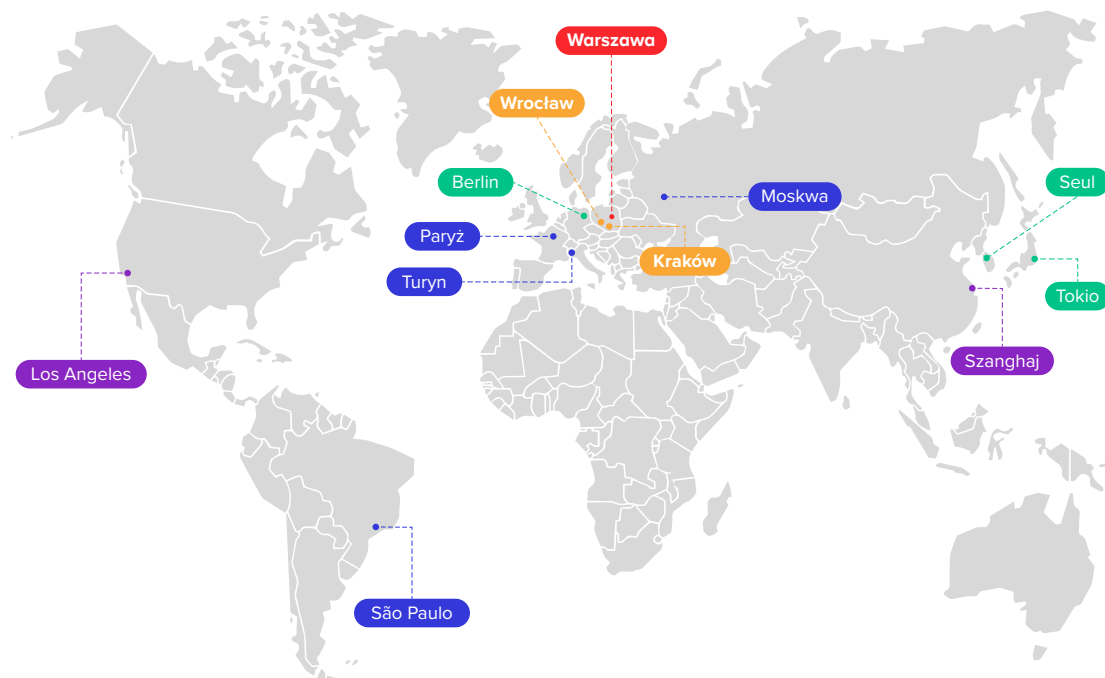 Warszawa
Wrocław
Berlin
Seul
Moskwa
Paryż
Kraków
Turyn
Tokio
Szanghaj
Los Angeles
São Paulo